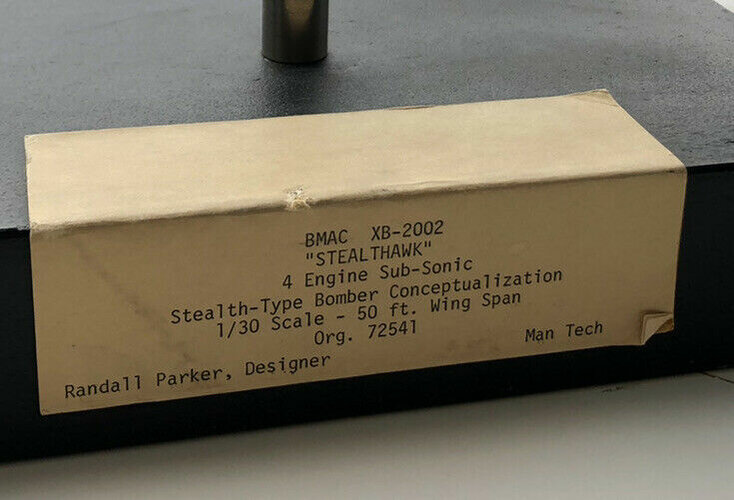 BMAC XB-2002
"STEALTHAWK"
4 Engine Sub-Sonic
Stealth-Type Bomber Conceptualization
1/30 Scale - 50 ft. Wing Span
Org. 72541
Man Tech
Randall Parker, Designer